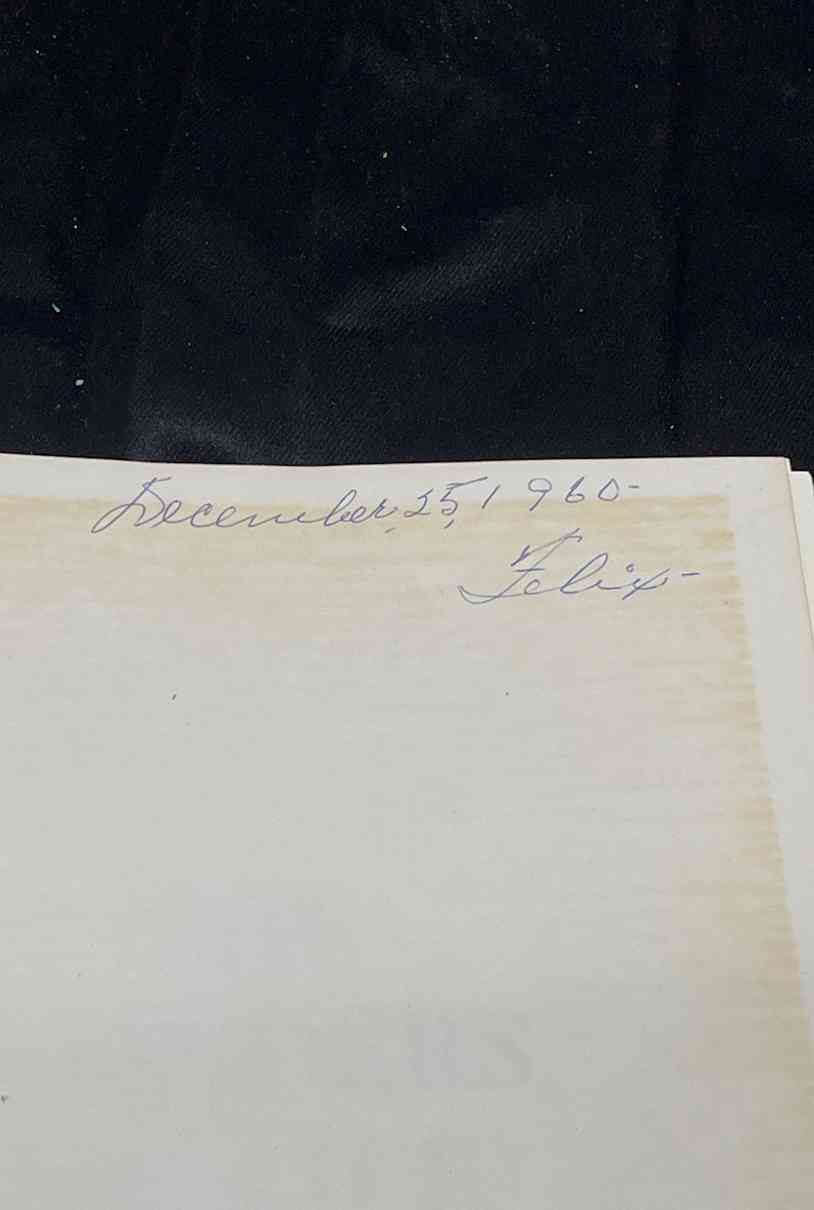 December, 25, 1960-
Felix-